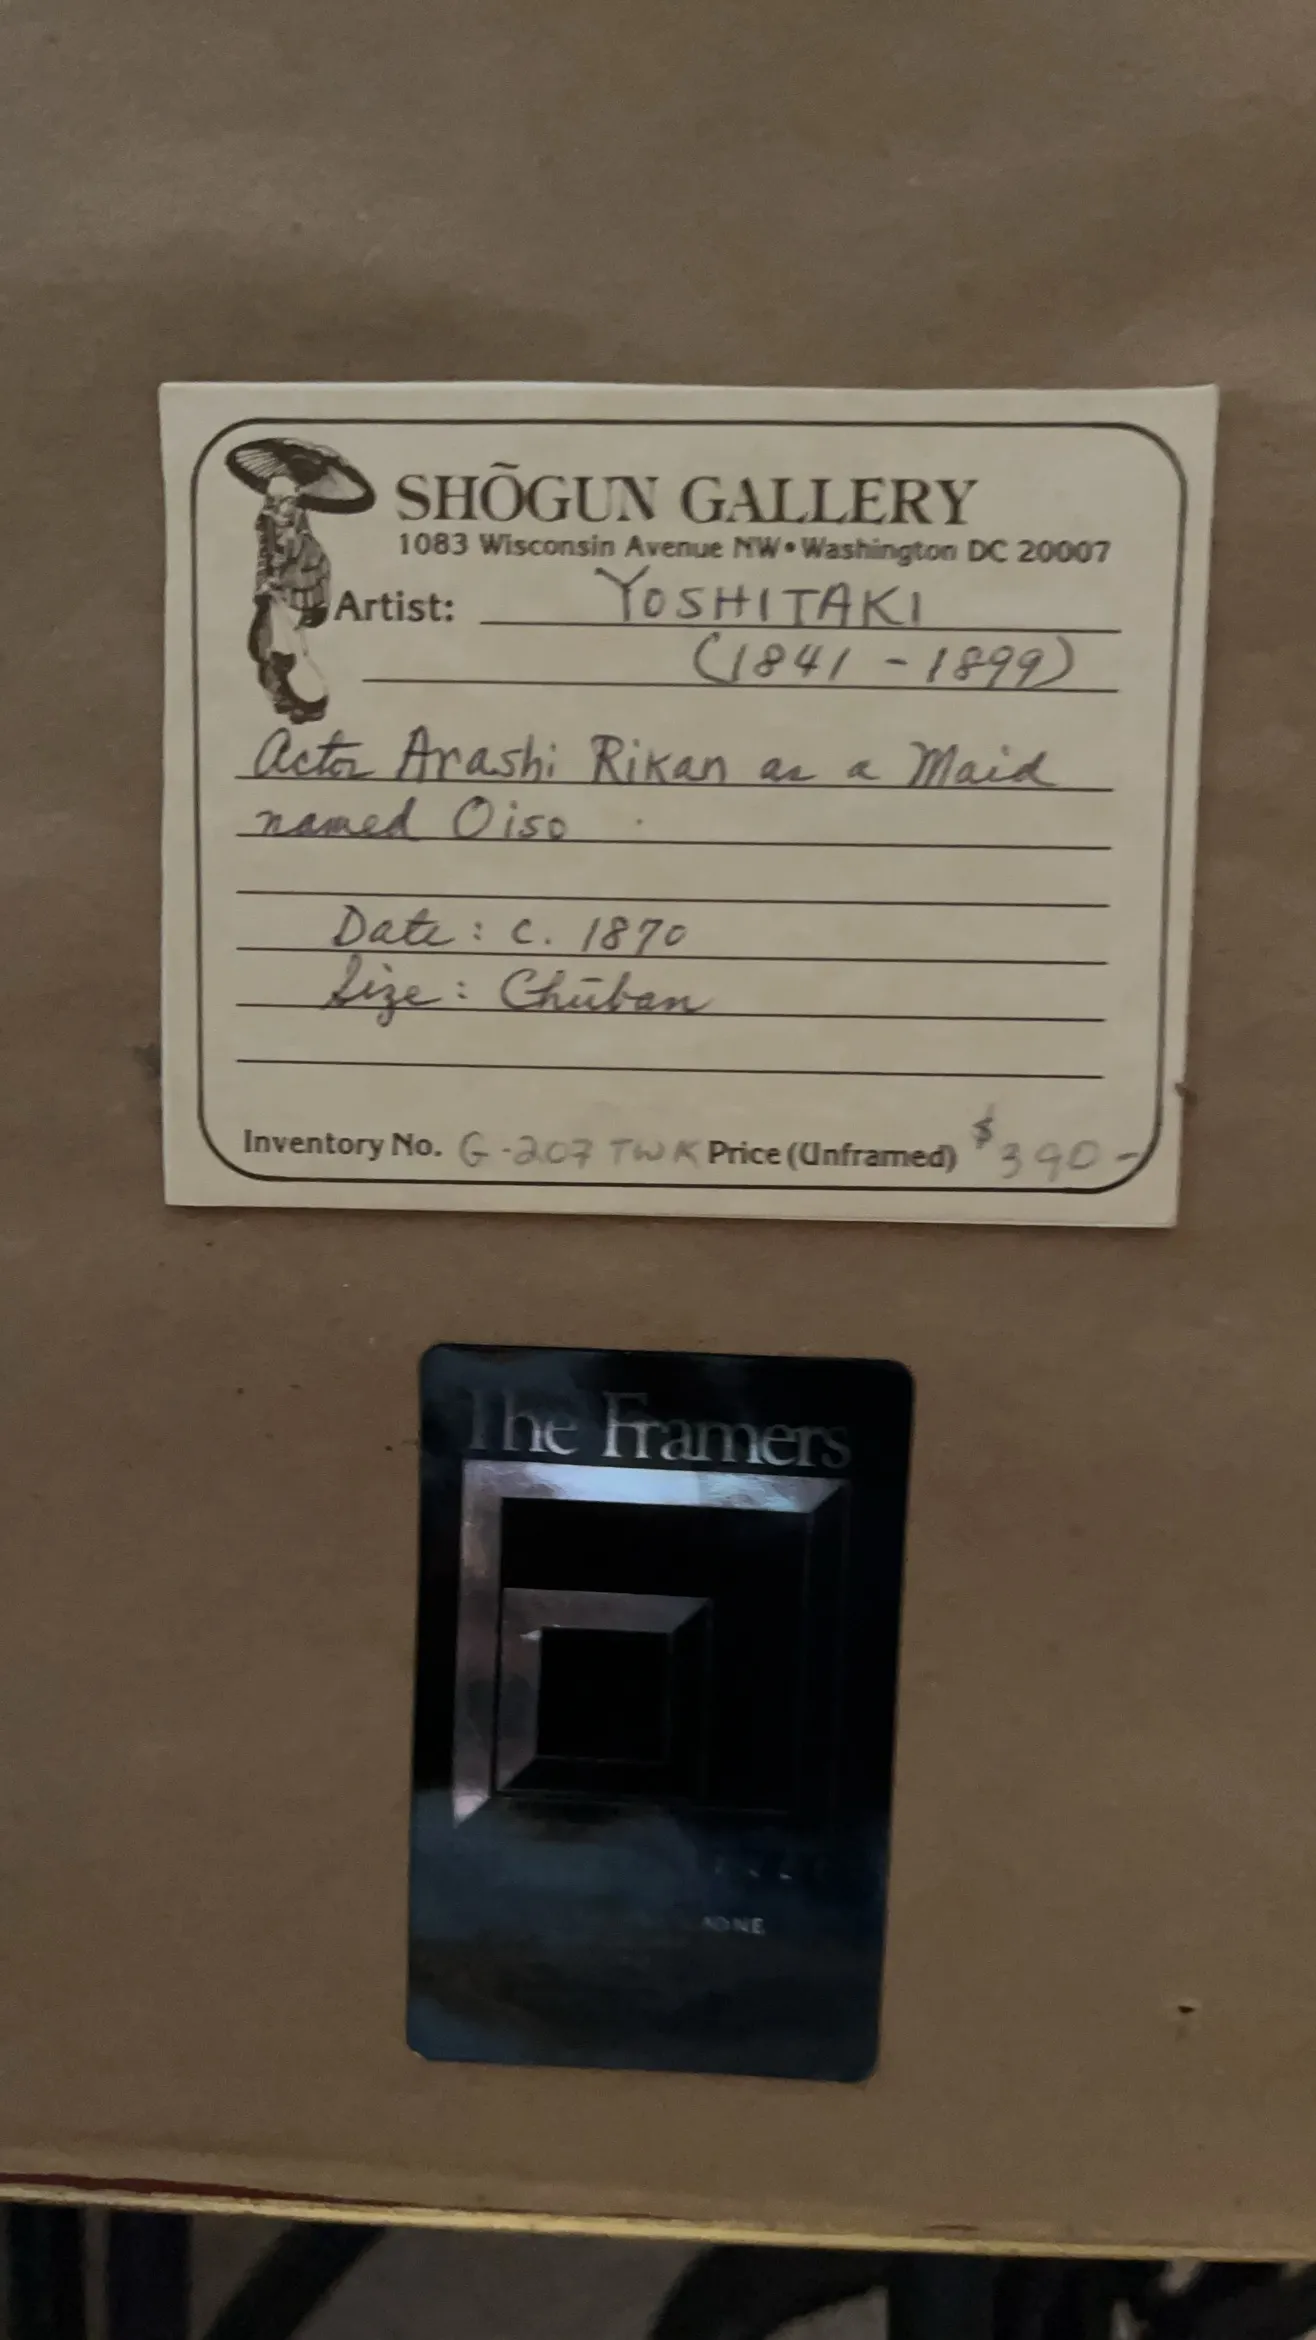 SHŌGUN GALLERY
1083 Wisconsin Avenue NW • Washington DC 20007
Artist: YOSHITAKI
(1841 - 1899)
Actor Arashi Rikan as a Maid
named Oiso
Date: c. 1870
Size: Chūban
Inventory No. G-207 TWK Price (Unframed) $390-
The Framers